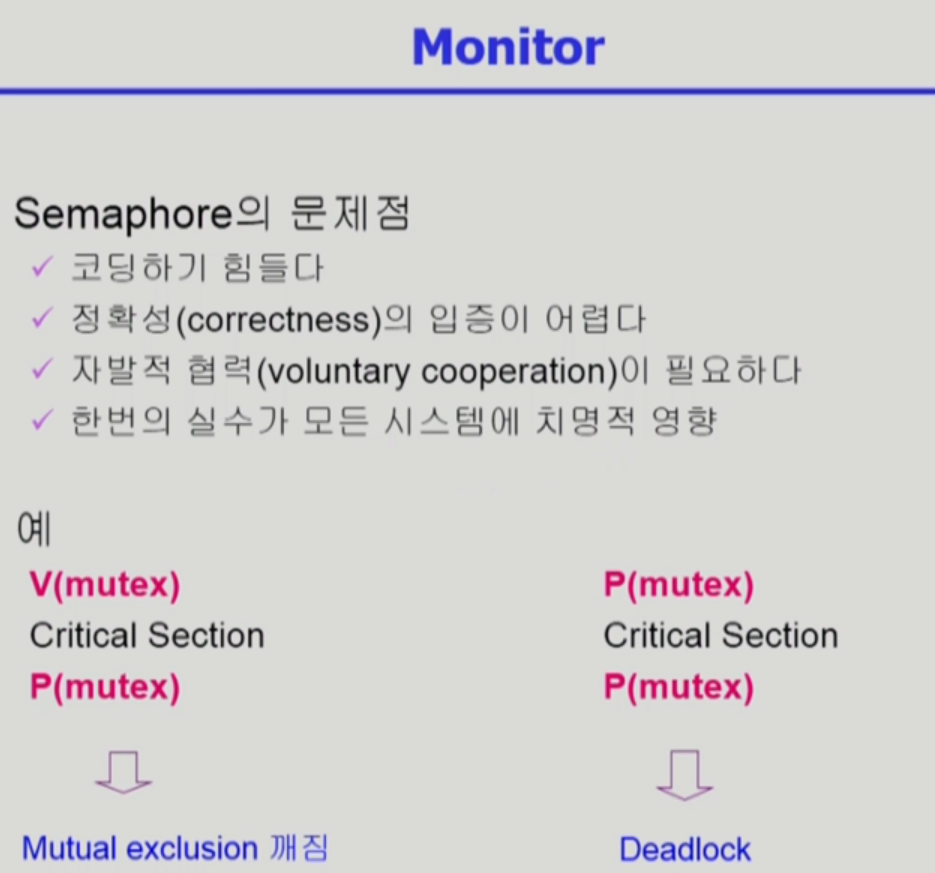 Monitor
Semaphore의 문제점
✓ 코딩하기 힘들다
✓ 정확성(correctness)의 입증이 어렵다
✓ 자발적 협력(voluntary cooperation)이 필요하다
✓ 한번의 실수가 모든 시스템에 치명적 영향
예
V(mutex)
Critical Section
P(mutex)
Mutual exclusion 깨짐
P(mutex)
Critical Section
P(mutex)
Deadlock